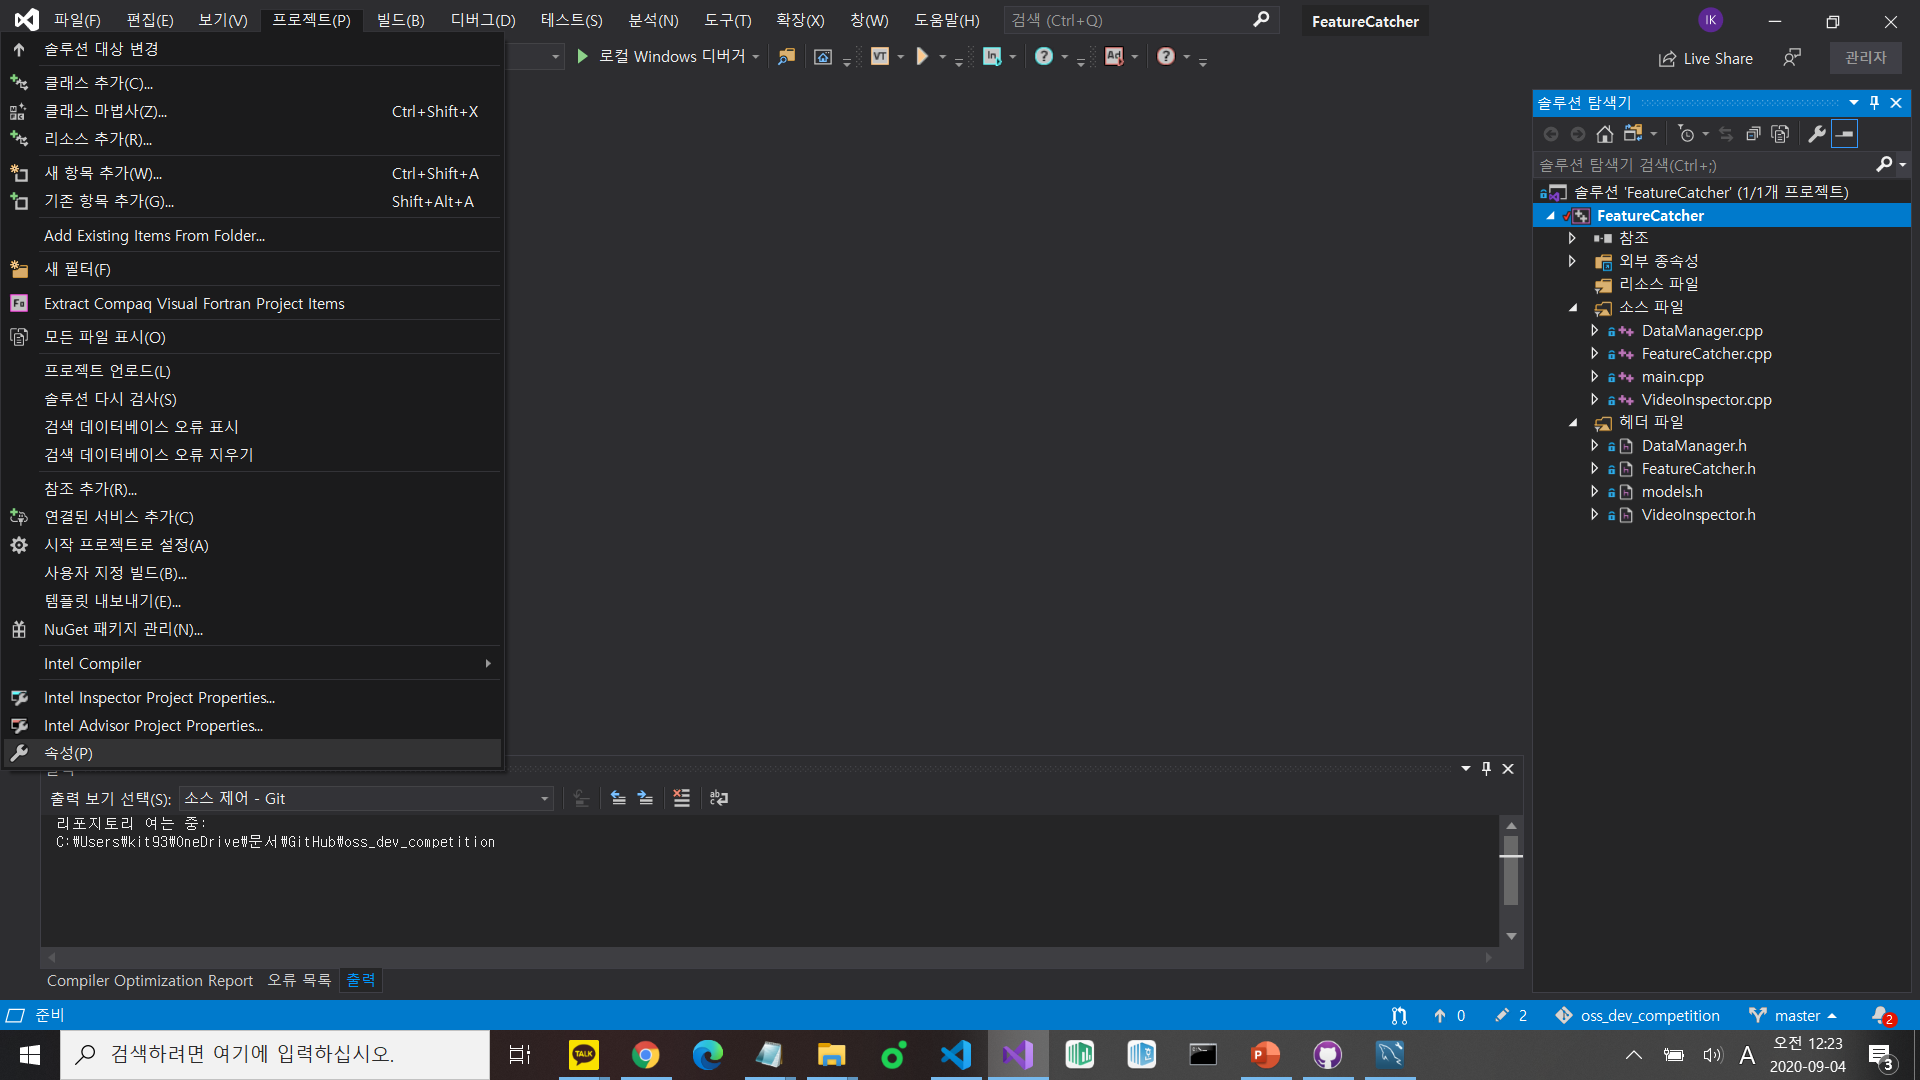 파일(F) 편집(E) 보기(V) 프로젝트(P) 빌드(B) 디버그(D) 테스트(S) 분석(N) 도구(T) 확장(X) 창(W) 도움말(H) 검색 (Ctrl+Q) FeatureCatcher IK
로컬 Windows 디버거 Live Share 관리자
솔루션 대상 변경
클래스 추가(C)...
클래스 마법사(Z)... Ctrl+Shift+X
리소스 추가(R)...
새 항목 추가(W)... Ctrl+Shift+A
기존 항목 추가(G)... Shift+Alt+A
Add Existing Items From Folder...
새 필터(F)
Extract Compaq Visual Fortran Project Items
모든 파일 표시(O)
프로젝트 언로드(L)
솔루션 다시 검사(S)
검색 데이터베이스 오류 표시
검색 데이터베이스 오류 지우기
참조 추가(R)...
연결된 서비스 추가(C)
시작 프로젝트로 설정(A)
사용자 지정 빌드(B)...
템플릿 내보내기(E)...
NuGet 패키지 관리(N)...
Intel Compiler
Intel Inspector Project Properties...
Intel Advisor Project Properties...
속성(P)
솔루션 탐색기
솔루션 탐색기 검색(Ctrl+;)
솔루션 'FeatureCatcher' (1/1개 프로젝트)
FeatureCatcher
참조
외부 종속성
리소스 파일
소스 파일
DataManager.cpp
FeatureCatcher.cpp
main.cpp
VideoInspector.cpp
헤더 파일
DataManager.h
FeatureCatcher.h
models.h
VideoInspector.h
출력 보기 선택(S): 소스 제어 - Git
리포지토리 여는 중:
C:\Users\kit93\OneDrive\문서\GitHub\oss_dev_competition
Compiler Optimization Report 오류 목록 출력
준비 0 2 oss_dev_competition master 2
검색하려면 여기에 입력하십시오. A 오전 12:23
2020-09-04 3